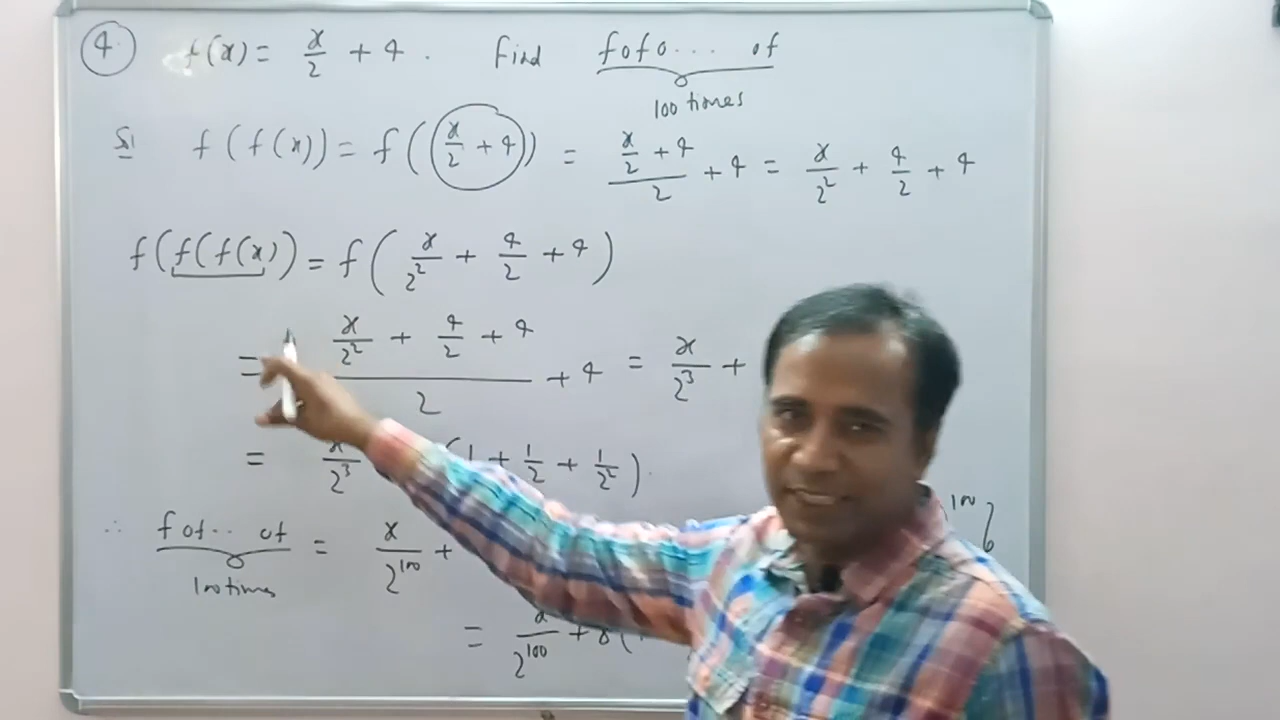 4. f(x) = x/2 + 4 . Find fofo... of
100 times
Sol f(f(x)) = f((x/2 + 4)) = (x/2 + 4)/2 + 4 = x/2² + 4/2 + 4
f(f(f(x)) = f(x/2² + 4/2 + 4)
= (x/2² + 4/2 + 4)/2 + 4 = x/2³ +
= x/2³ (1 + 1/2 + 1/2²).
∴ fof... of = x/2¹⁰⁰ + 100 }
100 times
= x/2¹⁰⁰ + 8(